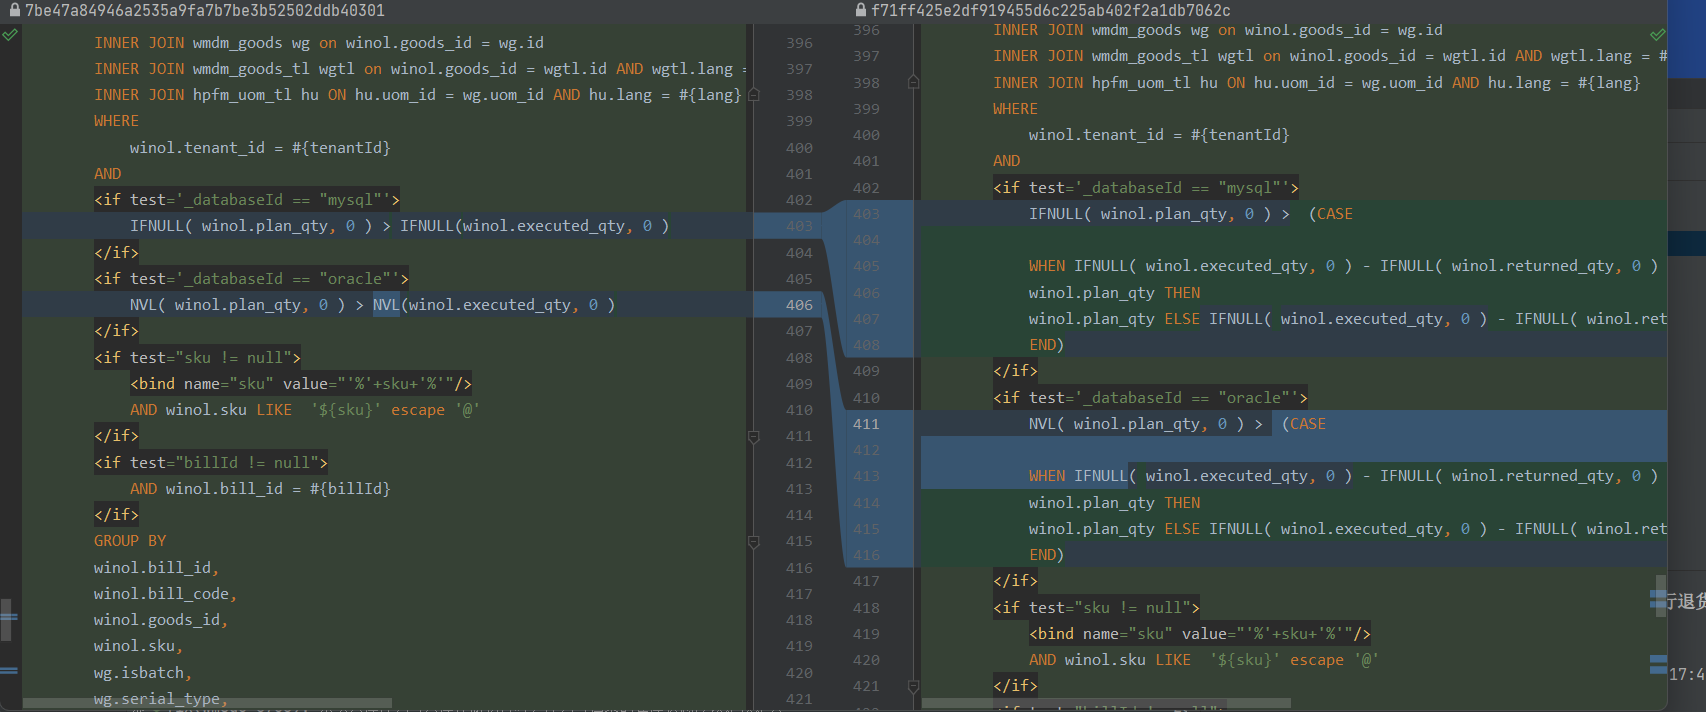 7be47a84946a2535a9fa7b7be3b52502ddb40301
INNER JOIN wmdm_goods wg on winol.goods_id = wg.id
396
INNER JOIN wmdm_goods_tl wgtl on winol.goods_id = wgtl.id AND wgtl.lang =
397
INNER JOIN hpfm_uom_tl hu ON hu.uom_id = wg.uom_id AND hu.lang = #{lang}
398
WHERE
399
winol.tenant_id = #{tenantId}
400
AND
401
<if test='_databaseId == "mysql"'>
402
IFNULL( winol.plan_qty, 0 ) > IFNULL(winol.executed_qty, 0 )
403
</if>
404
<if test='_databaseId == "oracle"'>
405
NVL( winol.plan_qty, 0 ) > NVL(winol.executed_qty, 0 )
406
</if>
407
<if test="sku != null">
408
<bind name="sku" value="'%'+sku+'%'"/>
409
AND winol.sku LIKE  '${sku}' escape '@'
410
</if>
411
<if test="billId != null">
412
AND winol.bill_id = #{billId}
413
</if>
414
GROUP BY
415
winol.bill_id,
416
winol.bill_code,
417
winol.goods_id,
418
winol.sku,
419
wg.isbatch,
420
wg.serial_type,
421
f71ff425e2df919455d6c225ab402f2a1db7062c
396
INNER JOIN wmdm_goods wg on winol.goods_id = wg.id
397
INNER JOIN wmdm_goods_tl wgtl on winol.goods_id = wgtl.id AND wgtl.lang = #
398
INNER JOIN hpfm_uom_tl hu ON hu.uom_id = wg.uom_id AND hu.lang = #{lang}
399
WHERE
400
winol.tenant_id = #{tenantId}
401
AND
402
<if test='_databaseId == "mysql"'>
403
IFNULL( winol.plan_qty, 0 ) >  (CASE
404
405
WHEN IFNULL( winol.executed_qty, 0 ) - IFNULL( winol.returned_qty, 0 )
406
winol.plan_qty THEN
407
winol.plan_qty ELSE IFNULL( winol.executed_qty, 0 ) - IFNULL( winol.ret
408
END)
409
</if>
410
<if test='_databaseId == "oracle"'>
411
NVL( winol.plan_qty, 0 ) >  (CASE
412
413
WHEN IFNULL( winol.executed_qty, 0 ) - IFNULL( winol.returned_qty, 0 )
414
winol.plan_qty THEN
415
winol.plan_qty ELSE IFNULL( winol.executed_qty, 0 ) - IFNULL( winol.ret
416
END)
417
</if>
418
<if test="sku != null">
419
<bind name="sku" value="'%'+sku+'%'"/>
420
AND winol.sku LIKE  '${sku}' escape '@'
421
</if>
行退货
17:4